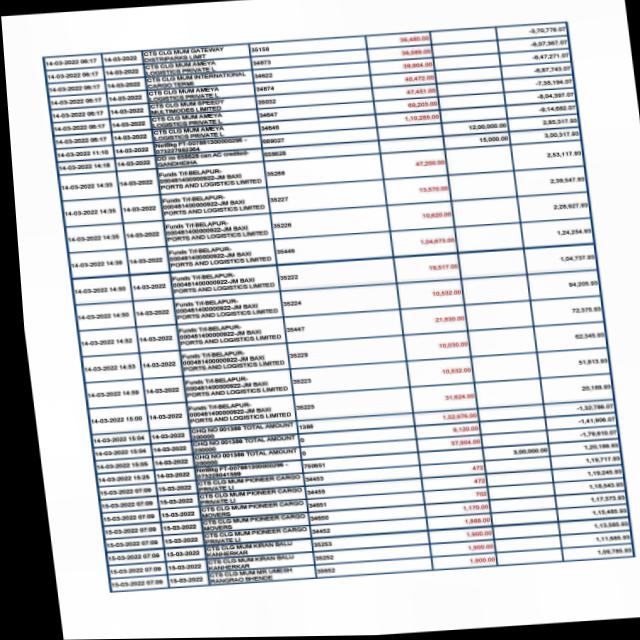 14-03-2022 06:17 14-03-2022 CTS CLG MUM GATEWAY DISTRIPARKS LIMIT 35158 36,480.00
14-03-2022 06:17 14-03-2022 CTS CLG MUM AMEYA LOGISTICS PRIVATE L 34673 36,589.00
14-03-2022 06:17 14-03-2022 CTS CLG MUM INTERNATIONAL CARGO TERMI 34622 39,904.00 -6,47,271.07
14-03-2022 06:17 14-03-2022 CTS CLG MUM AMEYA LOGISTICS PRIVATE L 34674 40,472.00 -6,87,743.07
14-03-2022 06:17 14-03-2022 CTS CLG MUM SPEEDY MULTIMODES LIMITED 35032 47,451.00 -7,35,194.07
14-03-2022 06:17 14-03-2022 CTS CLG MUM AMEYA LOGISTICS PRIVATE L 34647 69,203.00 -8,04,397.07
14-03-2022 06:17 14-03-2022 CTS CLG MUM AMEYA LOGISTICS PRIVATE L 34646 1,10,285.00 -9,14,682.07
14-03-2022 11:10 14-03-2022 NetBkg FT-007881300000296 - 073227982364 989027 12,00,000.00 2,85,317.93
14-03-2022 14:18 14-03-2022 DD no 658628 can.AC credited-GANDHIDHA 658628 15,000.00 3,00,317.93
14-03-2022 14:33 14-03-2022 Funds Trf-BELAPUR-
000481400000922-JM BAXI
PORTS AND LOGISTICS LIMITED 35268 47,200.00 2,53,117.93
14-03-2022 14:35 14-03-2022 Funds Trf-BELAPUR-
000481400000922-JM BAXI
PORTS AND LOGISTICS LIMITED 35227 13,570.00 2,39,547.93
14-03-2022 14:35 14-03-2022 Funds Trf-BELAPUR-
000481400000922-JM BAXI
PORTS AND LOGISTICS LIMITED 35226 10,620.00 2,28,927.93
14-03-2022 14:36 14-03-2022 Funds Trf-BELAPUR-
000481400000922-JM BAXI
PORTS AND LOGISTICS LIMITED 35446 1,04,673.00 1,24,254.93
14-03-2022 14:50 14-03-2022 Funds Trf-BELAPUR-
000481400000922-JM BAXI
PORTS AND LOGISTICS LIMITED 35222 19,517.00 1,04,737.93
14-03-2022 14:50 14-03-2022 Funds Trf-BELAPUR-
000481400000922-JM BAXI
PORTS AND LOGISTICS LIMITED 35224 10,532.00 94,205.93
14-03-2022 14:52 14-03-2022 Funds Trf-BELAPUR-
000481400000922-JM BAXI
PORTS AND LOGISTICS LIMITED 35447 21,830.00 72,375.93
14-03-2022 14:53 14-03-2022 Funds Trf-BELAPUR-
000481400000922-JM BAXI
PORTS AND LOGISTICS LIMITED 35229 10,030.00 62,345.93
14-03-2022 14:59 14-03-2022 Funds Trf-BELAPUR-
000481400000922-JM BAXI
PORTS AND LOGISTICS LIMITED 35223 10,532.00 51,813.93
14-03-2022 15:00 14-03-2022 Funds Trf-BELAPUR-
000481400000922-JM BAXI
PORTS AND LOGISTICS LIMITED 35225 31,624.00 20,189.93
14-03-2022 15:04 14-03-2022 CHQ NO 001386 TOTAL AMOUNT 200000 1386 1,52,976.00 -1,32,786.07
14-03-2022 15:04 14-03-2022 CHQ NO 001386 TOTAL AMOUNT 200000 0 9,120.00 -1,41,906.07
14-03-2022 15:05 14-03-2022 CHQ NO 001386 TOTAL AMOUNT 200000 0 37,904.00 -1,79,810.07
14-03-2022 15:25 14-03-2022 NetBkg FT-007881300000296 - 750651 3,00,000.00 1,20,189.93
15-03-2022 07:09 15-03-2022 CTS CLG MUM PIONEER CARGO PRIVATE LI 34453 472 1,19,717.93
15-03-2022 07:09 15-03-2022 CTS CLG MUM PIONEER CARGO PRIVATE LI 34455 472 1,19,245.93
15-03-2022 07:09 15-03-2022 CTS CLG MUM PIONEER CARGO MOVERS 34551 702 1,18,543.93
15-03-2022 07:09 15-03-2022 CTS CLG MUM PIONEER CARGO MOVERS 34550 1,170.00 1,17,373.93
15-03-2022 07:09 15-03-2022 CTS CLG MUM PIONEER CARGO PRIVATE LI 34452 1,888.00 1,15,485.93
15-03-2022 07:09 15-03-2022 CTS CLG MUM KIRAN BALU KANHERKAR 35253 1,900.00 1,13,585.93
15-03-2022 07:09 15-03-2022 CTS CLG MUM KIRAN BALU KANHERKAR 35252 1,900.00 1,11,685.93
15-03-2022 07:09 15-03-2022 CTS CLG MUM MR UMESH RANGRAO BHENDE 35552 1,900.00 1,09,785.93